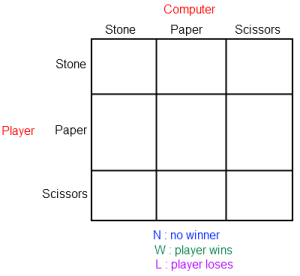 Computer
Stone Paper Scissors
Stone
Player Paper
Scissors
N : no winner
W : player wins
L : player loses